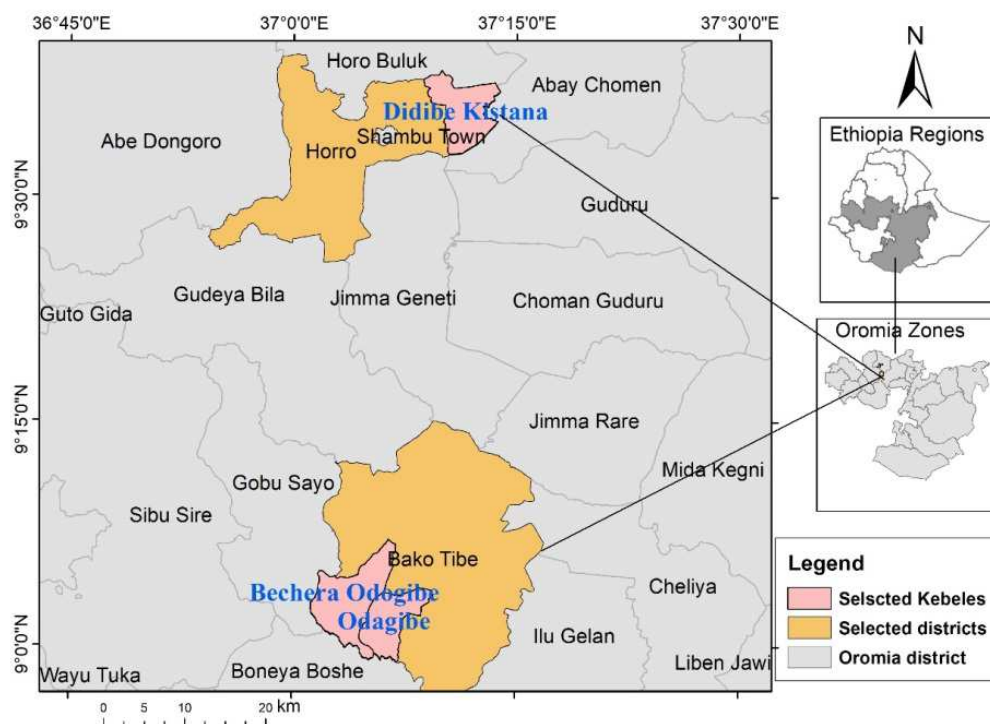 36°45'0"E
37°0'0"E
37°15'0"E
37°30'0"E
N
Horo Buluk
Abay Chomen
Didibe Kistana
Abe Dongoro
Shambu Town
Horro
Guduru
9°30'0"N
Gudeya Bila
Jimma Geneti
Choman Guduru
Guto Gida
9°15'0"N
Jimma Rare
Mida Kegni
Gobu Sayo
Sibu Sire
Bako Tibe
Cheliya
Bechera Odogibe
Odagibe
9°0'0"N
Ilu Gelan
Liben Jawi
Wayu Tuka
Boneya Boshe
0 5 10 20 km
Ethiopia Regions
Oromia Zones
Legend
Selscted Kebeles
Selected districts
Oromia district